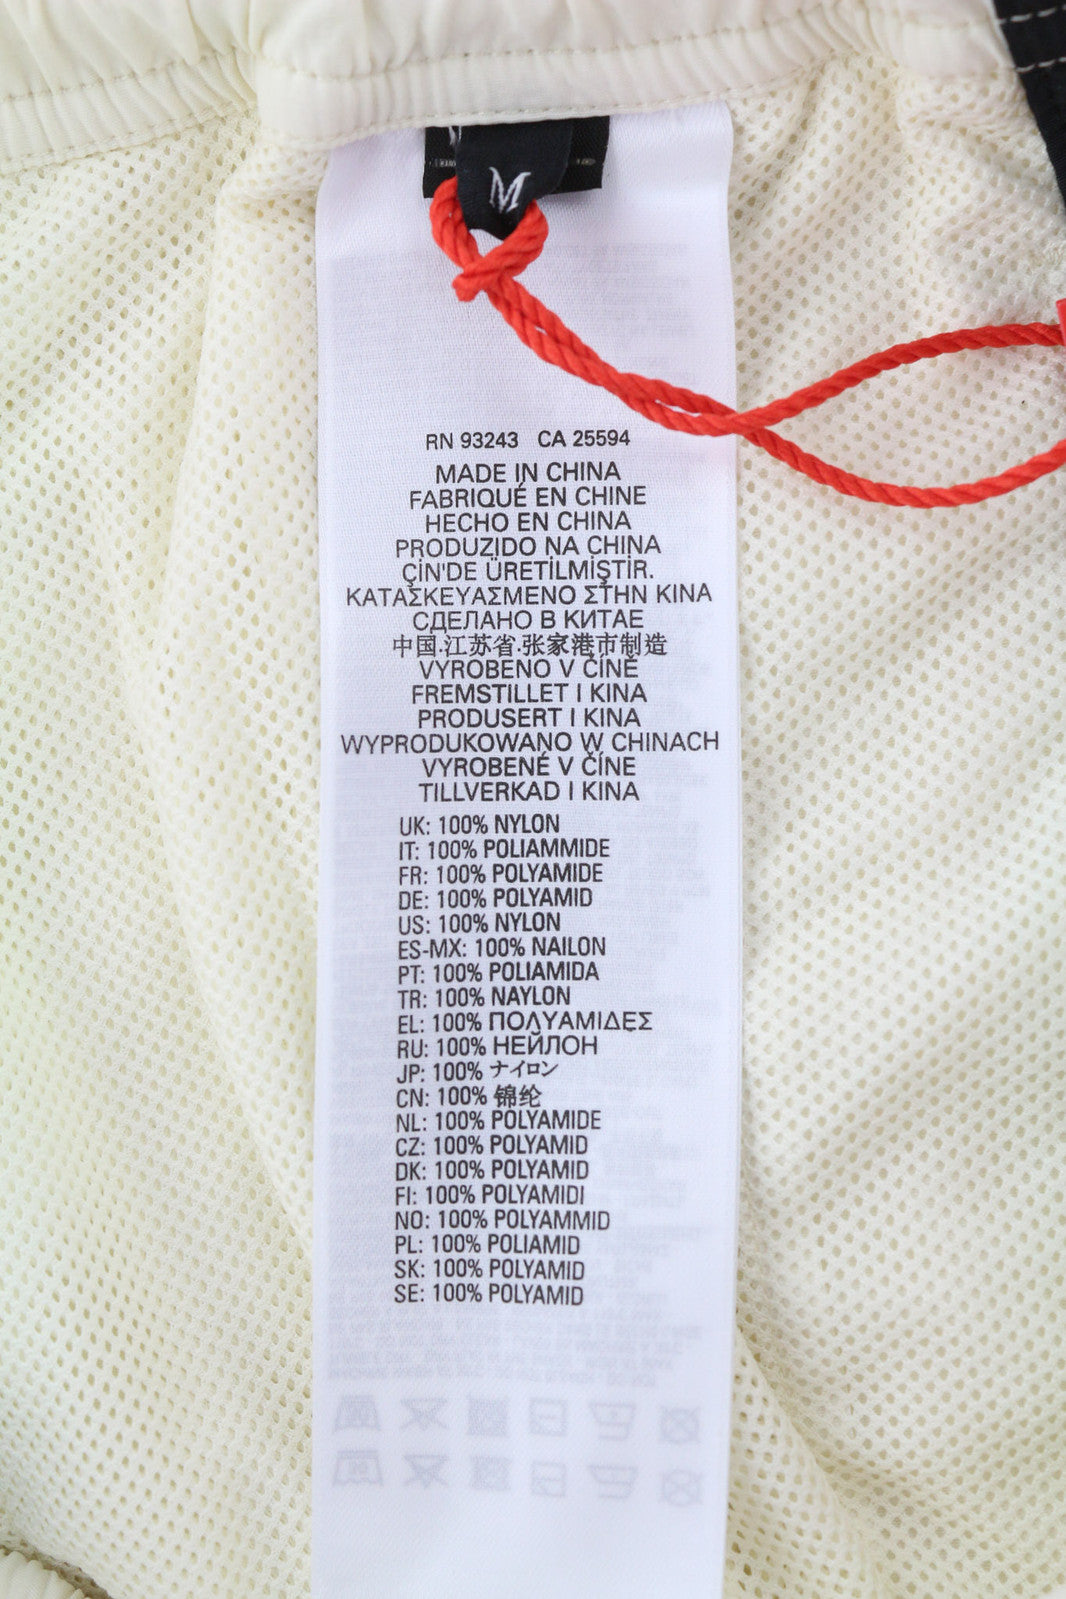 M
RN 93243 CA 25594
MADE IN CHINA
FABRIQUÉ EN CHINE
HECHO EN CHINA
PRODUZIDO NA CHINA
ÇİN'DE ÜRETİLMİŞTİR.
ΚΑΤΑΣΚΕΥΑΣΜΕΝΟ ΣΤΗΝ ΚΙΝΑ
СДЕЛАНО В КИТАЕ
中国.江苏省.张家港市制造
VYROBENO V ČÍNĚ
FREMSTILLET I KINA
PRODUSERT I KINA
WYPRODUKOWANO W CHINACH
VYROBENÉ V ČÍNE
TILLVERKAD I KINA
UK: 100% NYLON
IT: 100% POLIAMMIDE
FR: 100% POLYAMIDE
DE: 100% POLYAMID
US: 100% NYLON
ES-MX: 100% NAILON
PT: 100% POLIAMIDA
TR: 100% NAYLON
EL: 100% ΠΟΛΥΑΜΙΔΕΣ
RU: 100% НЕЙЛОН
JP: 100% ナイロン
CN: 100% 锦纶
NL: 100% POLYAMIDE
CZ: 100% POLYAMID
DK: 100% POLYAMID
FI: 100% POLYAMIDI
NO: 100% POLYAMMID
PL: 100% POLIAMID
SK: 100% POLYAMID
SE: 100% POLYAMID